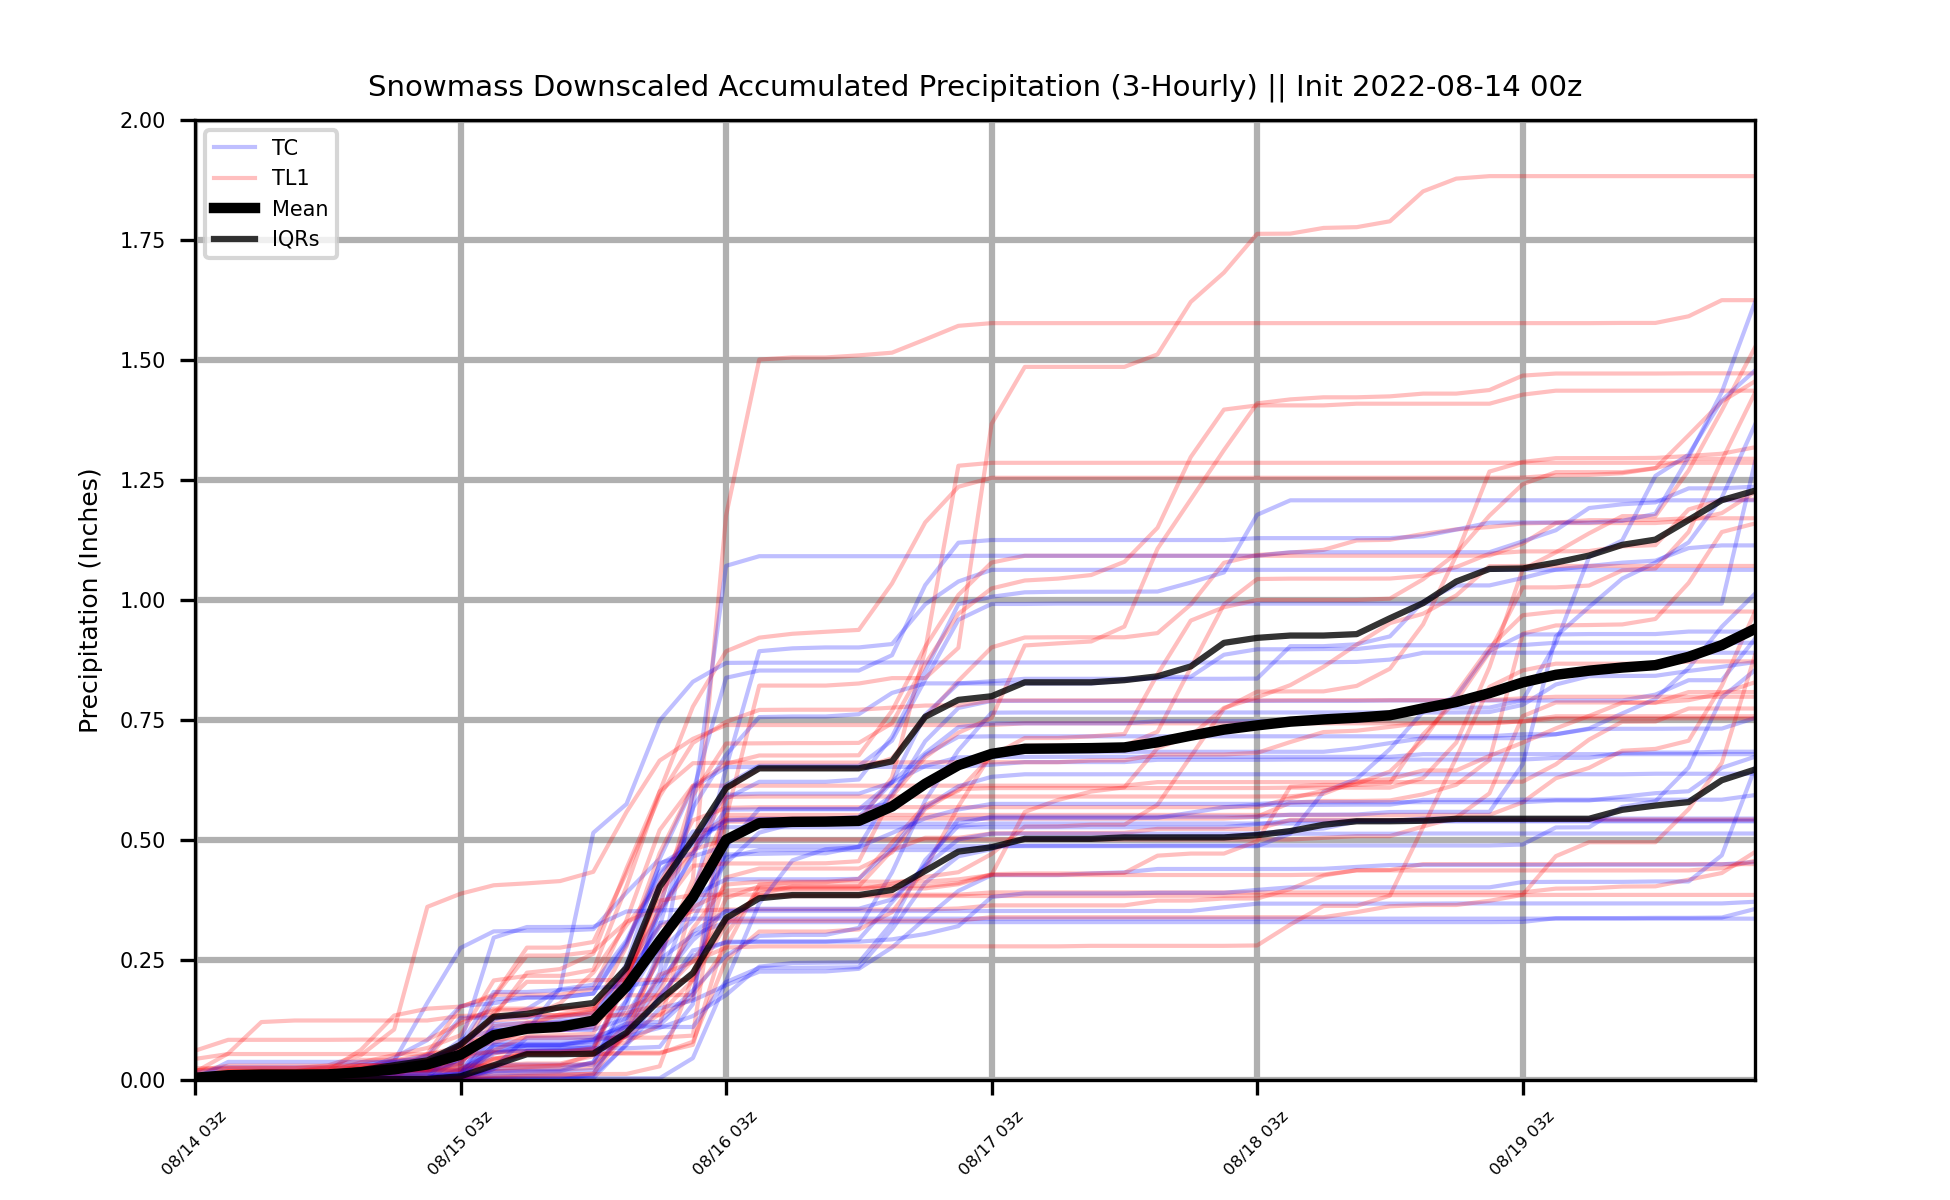 Snowmass Downscaled Accumulated Precipitation (3-Hourly) || Init 2022-08-14 00z
TC
TL1
Mean
IQRs
Precipitation (Inches)
2.00
1.75
1.50
1.25
1.00
0.75
0.50
0.25
0.00
08/14 03z
08/15 03z
08/16 03z
08/17 03z
08/18 03z
08/19 03z